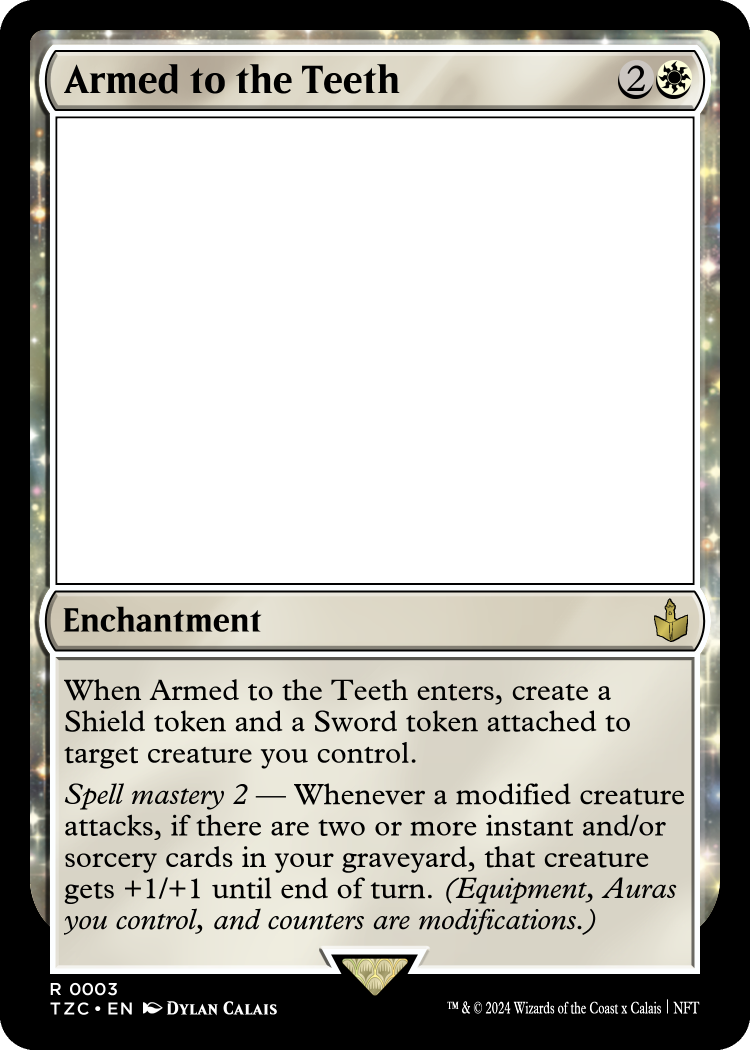 Armed to the Teeth 2
Enchantment
When Armed to the Teeth enters, create a
Shield token and a Sword token attached to
target creature you control.
Spell mastery 2 — Whenever a modified creature
attacks, if there are two or more instant and/or
sorcery cards in your graveyard, that creature
gets +1/+1 until end of turn. (Equipment, Auras
you control, and counters are modifications.)
R 0003
TZC • EN DYLAN CALAIS
™ & © 2024 Wizards of the Coast x Calais | NFT